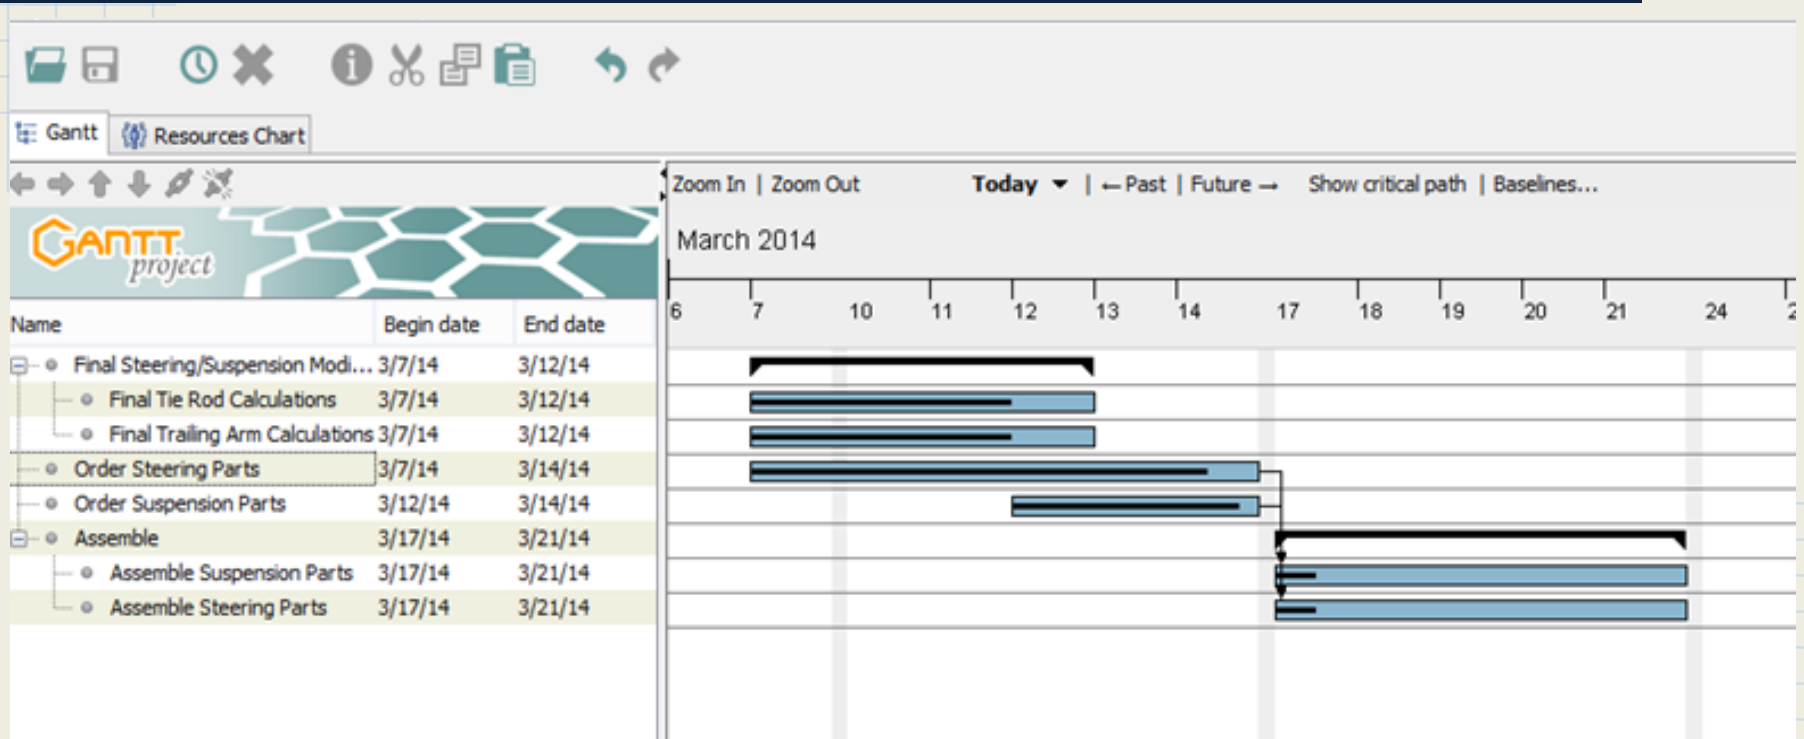 Gantt
Resources Chart
Zoom In | Zoom Out Today ▼ | ←Past | Future → Show critical path | Baselines...
GANTT
project
March 2014
6 7 10 11 12 13 14 17 18 19 20 21 24
Name Begin date End date
Final Steering/Suspension Modi... 3/7/14 3/12/14
Final Tie Rod Calculations 3/7/14 3/12/14
Final Trailing Arm Calculations 3/7/14 3/12/14
Order Steering Parts 3/7/14 3/14/14
Order Suspension Parts 3/12/14 3/14/14
Assemble 3/17/14 3/21/14
Assemble Suspension Parts 3/17/14 3/21/14
Assemble Steering Parts 3/17/14 3/21/14